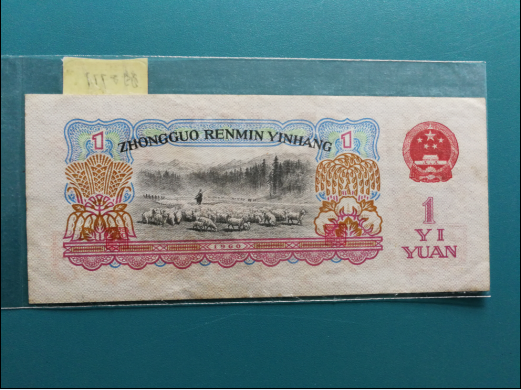 ZHONGGUO RENMIN YINHANG
1
1
1960
1
YI
YUAN